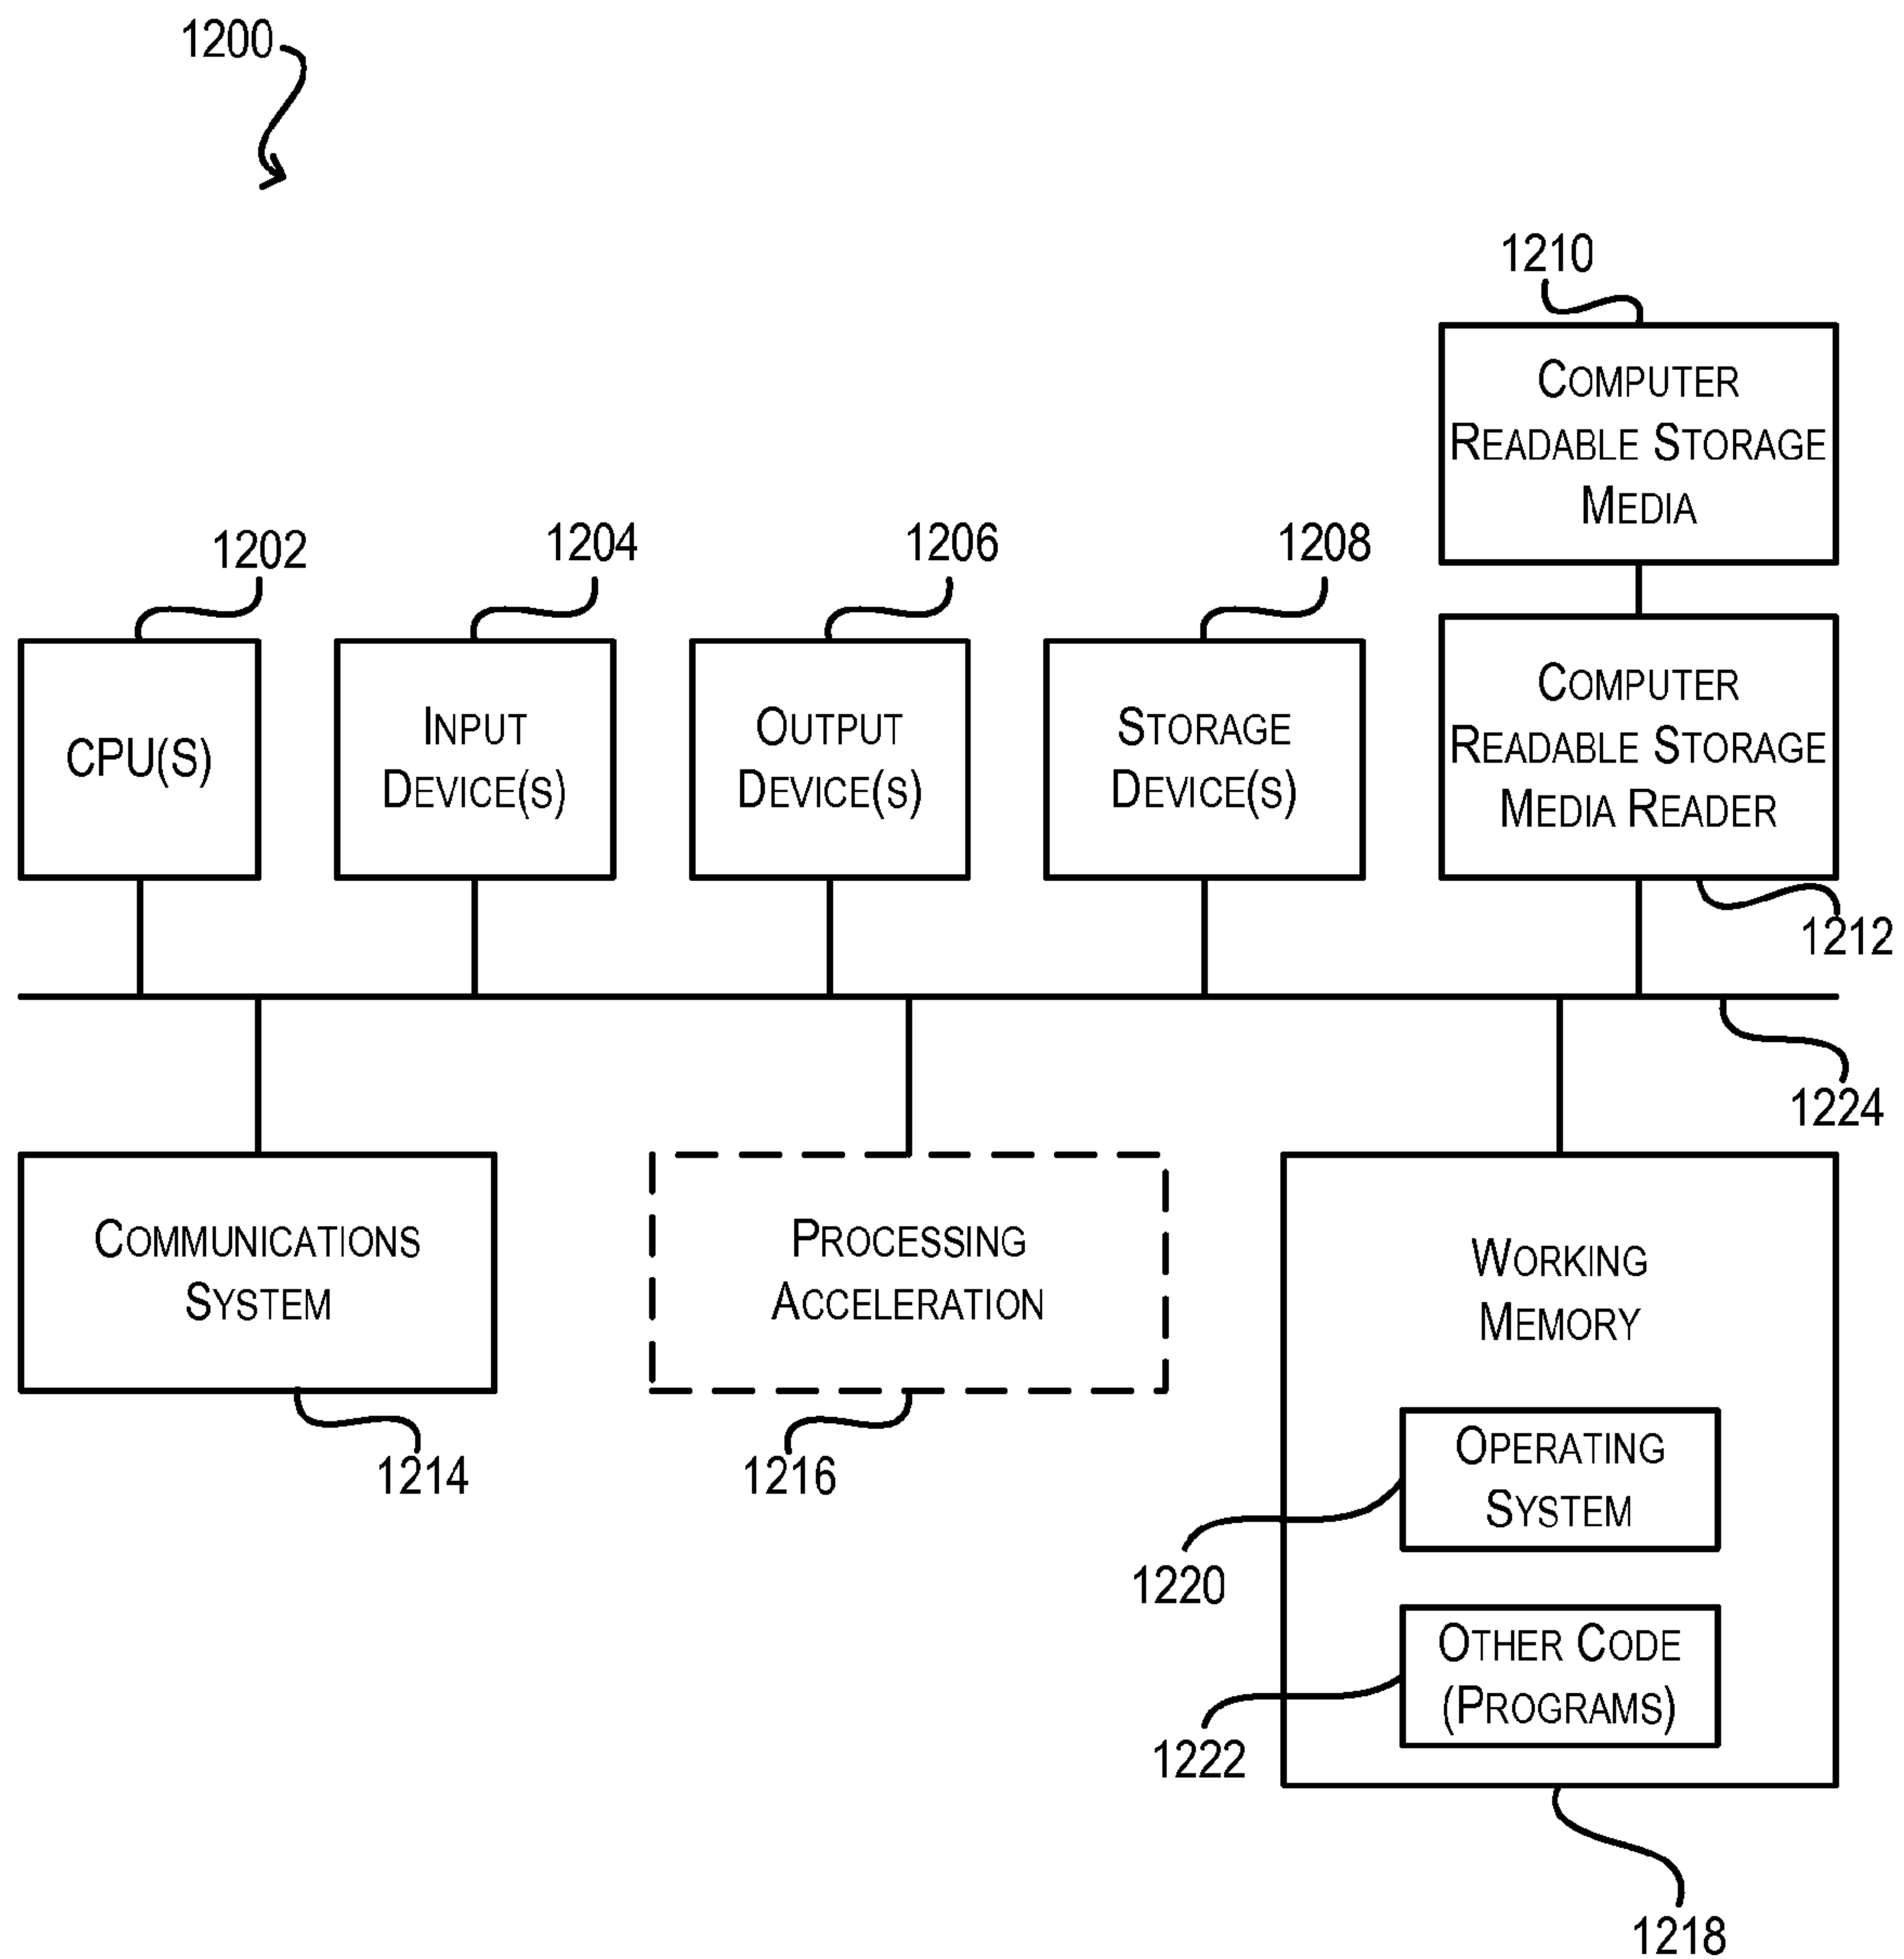 1200
1210
COMPUTER
READABLE STORAGE
MEDIA
1202
1204
1206
1208
CPU(S)
INPUT
DEVICE(S)
OUTPUT
DEVICE(S)
STORAGE
DEVICE(S)
COMPUTER
READABLE STORAGE
MEDIA READER
1212
1224
COMMUNICATIONS
SYSTEM
1214
PROCESSING
ACCELERATION
1216
WORKING
MEMORY
OPERATING
SYSTEM
1220
OTHER CODE
(PROGRAMS)
1222
1218